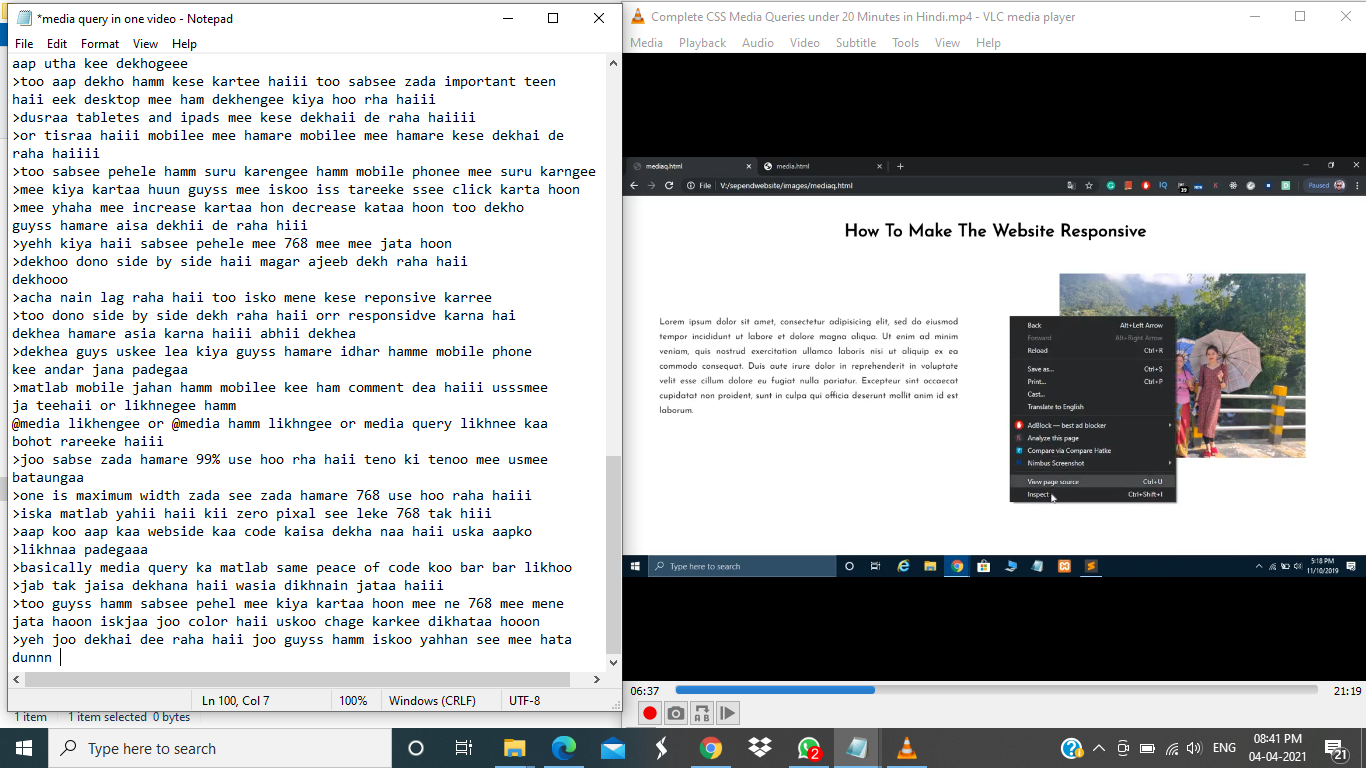 *media query in one video - Notepad
File Edit Format View Help
aap utha kee dekhogeee
>too aap dekho hamm kese kartee haiii too sabsee zada important teen
haii eek desktop mee ham dekhengee kiya hoo rha haiii
>dusraa tabletes and ipads mee kese dekhaii de raha haiiii
>or tisraa haiii mobilee mee hamare mobilee mee hamare kese dekhai de
raha haiiii
>too sabsee pehele hamm suru karengee hamm mobile phonee mee suru karngee
>mee kiya kartaa huun guyss mee iskoo iss tareeke ssee click karta hoon
>mee yhaha mee increase kartaa hon decrease kataa hoon too dekho
guyss hamare aisa dekhii de raha hiii
>yehh kiya haii sabsee pehele mee 768 mee mee jata hoon
>dekhoo dono side by side haii magar ajeeb dekh raha haii
dekhooo
>acha nain lag raha haii too isko mene kese reponsive karree
>too dono side by side dekh raha haii orr responsidve karna hai
dekhea hamare asia karna haiii abhii dekhea
>dekhea guys uskee lea kiya guyss hamare idhar hamme mobile phone
kee andar jana padegaa
>matlab mobile jahan hamm mobilee kee ham comment dea haiii usssmee
ja teehaii or likhnegee hamm
@media likhengee or @media hamm likhngee or media query likhnee kaa
bohot rareeke haiii
>joo sabse zada hamare 99% use hoo rha haii teno ki tenoo mee usmee
bataungaa
>one is maximum width zada see zada hamare 768 use hoo raha haiii
>iska matlab yahii haii kii zero pixal see leke 768 tak hiii
>aap koo aap kaa webside kaa code kaisa dekha naa haii uska aapko
>likhnaa padegaaa
>basically media query ka matlab same peace of code koo bar bar likhoo
>jab tak jaisa dekhana haii wasia dikhnain jataa haiii
>too guyss hamm sabsee pehel mee kiya kartaa hoon mee ne 768 mee mene
jata haoon iskjaa joo color haii uskoo chage karkee dikhataa hooon
>yeh joo dekhai dee raha haii joo guyss hamm iskoo yahhan see mee hata
dunnn
Ln 100, Col 7 100% Windows (CRLF) UTF-8
1 item 1 item selected 0 bytes
Complete CSS Media Queries under 20 Minutes in Hindi.mp4 - VLC media player
Media Playback Audio Video Subtitle Tools View Help
mediaq.html media.html
File V:/sependwebsite/images/mediaq.html Paused
How To Make The Website Responsive
Lorem ipsum dolor sit amet, consectetur adipisicing elit, sed do eiusmod
tempor incididunt ut labore et dolore magna aliqua. Ut enim ad minim
veniam, quis nostrud exercitation ullamco laboris nisi ut aliquip ex ea
commodo consequat. Duis aute irure dolor in reprehenderit in voluptate
velit esse cillum dolore eu fugiat nulla pariatur. Excepteur sint occaecat
cupidatat non proident, sunt in culpa qui officia deserunt mollit anim id est
laborum.
Back Alt+Left Arrow
Forward Alt+Right Arrow
Reload Ctrl+R
Save as... Ctrl+S
Print... Ctrl+P
Cast...
Translate to English
AdBlock — best ad blocker
Analyze this page
Compare via Compare Hatke
Nimbus Screenshot
View page source Ctrl+U
Inspect Ctrl+Shift+I
Type here to search
5:18 PM
11/10/2019
06:37 21:19
Type here to search
2
ENG
08:41 PM
04-04-2021
21